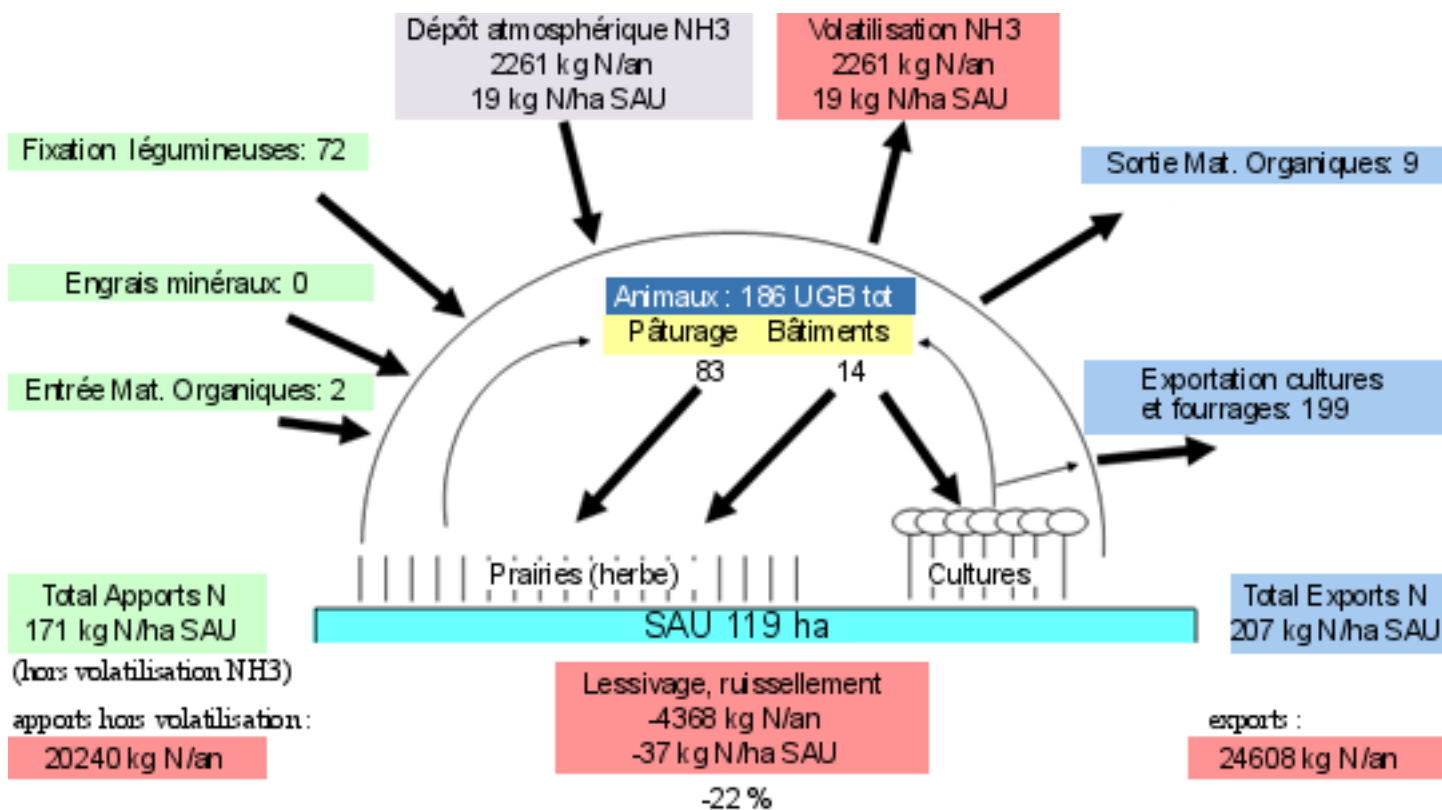 Dépôt atmosphérique NH3
2261 kg N/an
19 kg N/ha SAU
Volatilisation NH3
2261 kg N/an
19 kg N/ha SAU
Fixation légumineuses: 72
Sortie Mat. Organiques: 9
Engrais minéraux: 0
Animaux : 186 UGB tot
Pâturage Bâtiments
83 14
Entrée Mat. Organiques: 2
Exportation cultures
et fourrages: 199
Prairies (herbe)
Cultures
Total Apports N
171 kg N/ha SAU
(hors volatilisation NH3)
SAU 119 ha
Total Exports N
207 kg N/ha SAU
Lessivage, ruissellement
-4368 kg N/an
-37 kg N/ha SAU
-22 %
apports hors volatilisation :
20240 kg N/an
exports :
24608 kg N/an